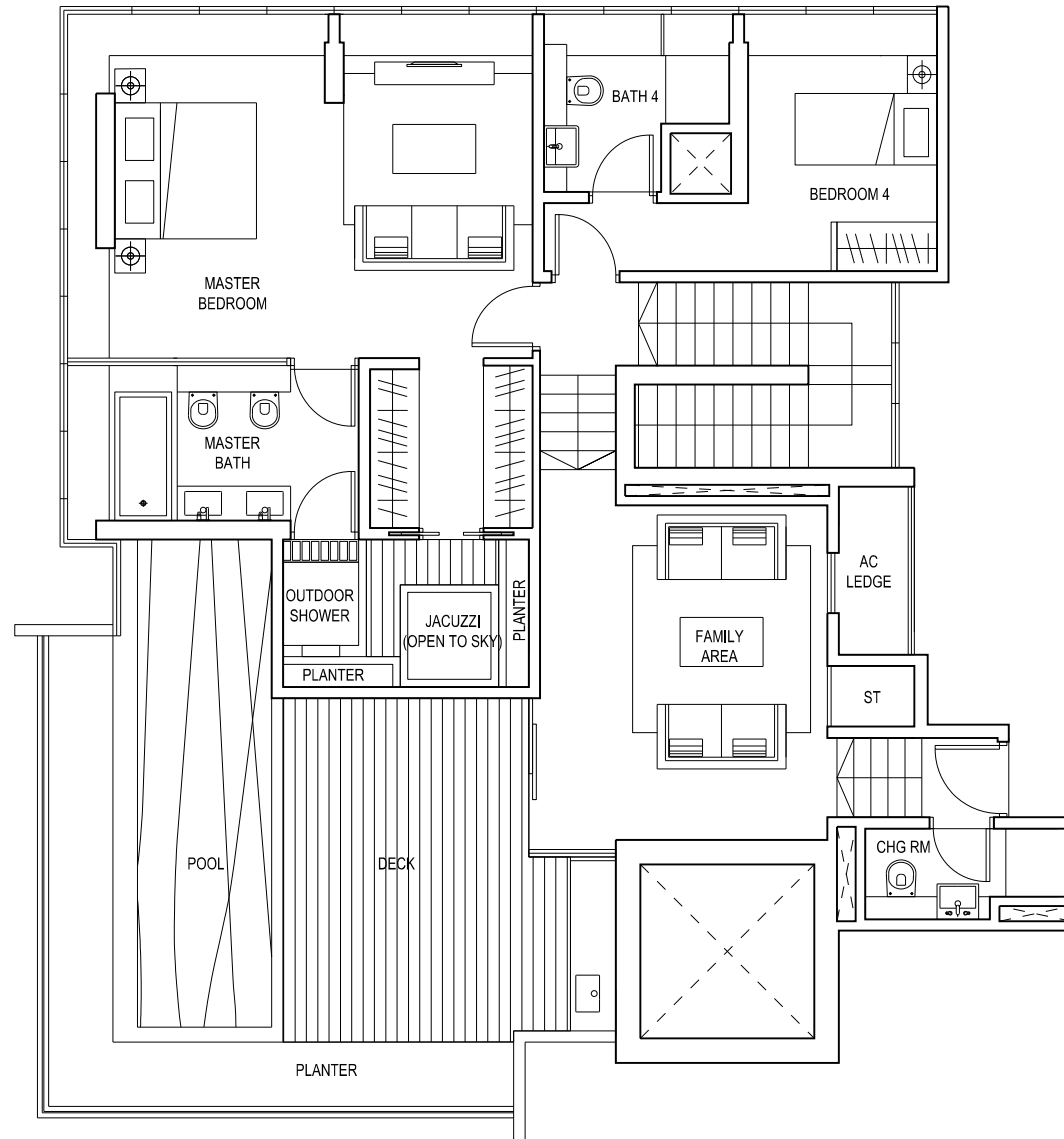 BATH 4
BEDROOM 4
MASTER
BEDROOM
MASTER
BATH
AC
LEDGE
OUTDOOR
SHOWER
JACUZZI
(OPEN TO SKY)
PLANTER
FAMILY
AREA
PLANTER
ST
CHG RM
POOL
DECK
PLANTER